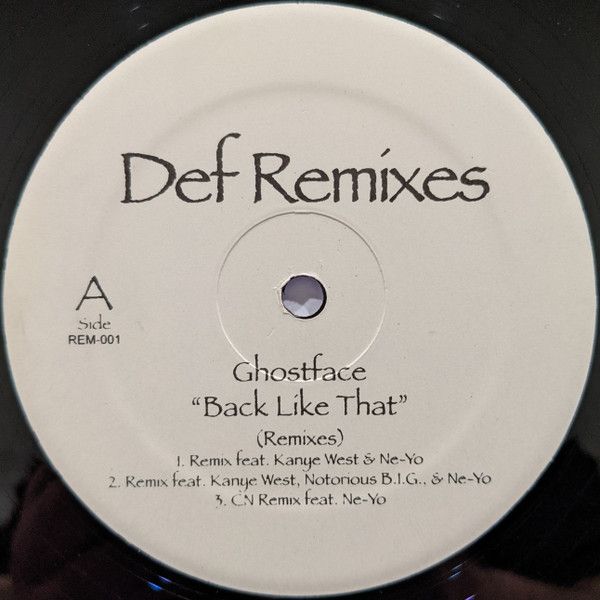 Def Remixes
A
Side
REM-001
Ghostface
"Back Like That"
(Remixes)
1. Remix feat. Kanye West & Ne-Yo
2. Remix feat. Kanye West, Notorious B.I.G., & Ne-Yo
3. CN Remix feat. Ne-Yo